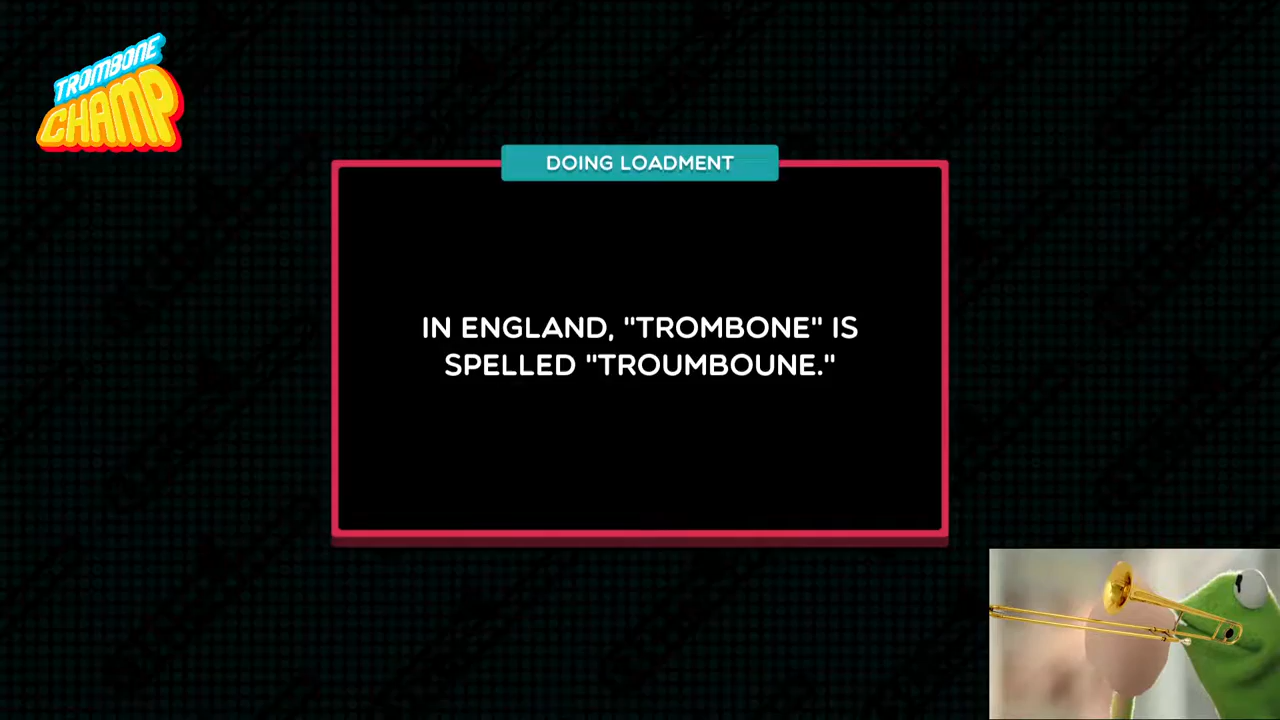 TROMBONE
CHAMP
DOING LOADMENT
IN ENGLAND, "TROMBONE" IS
SPELLED "TROUMBOUNE."